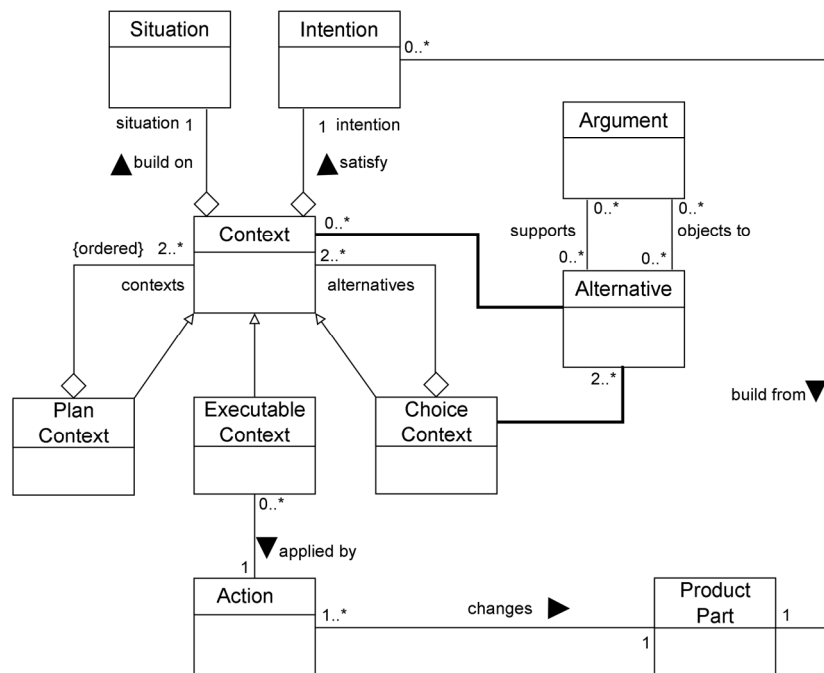 Situation
Intention
0..*
situation 1
1 intention
build on
satisfy
Argument
0..*
0..*
supports
objects to
0..*
0..*
Context
0..*
{ordered} 2..*
2..*
contexts
alternatives
Alternative
2..*
build from
Plan
Context
Executable
Context
Choice
Context
0..*
applied by
1
Action
1..*
changes
Product
Part
1
1